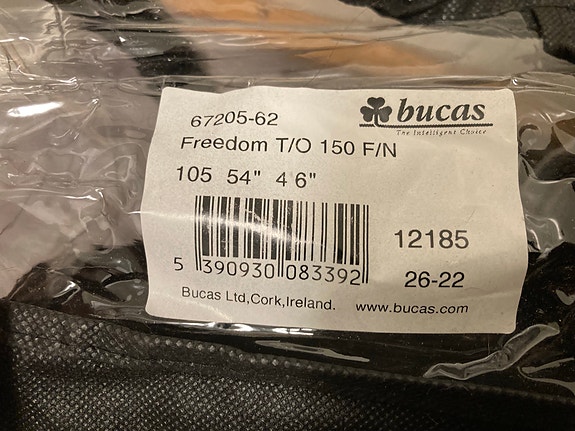 67205-62
bucas
The Intelligent Choice
Freedom T/O 150 F/N
105 54" 4 6"
12185
5 390930 083392
26-22
Bucas Ltd,Cork,Ireland. www.bucas.com